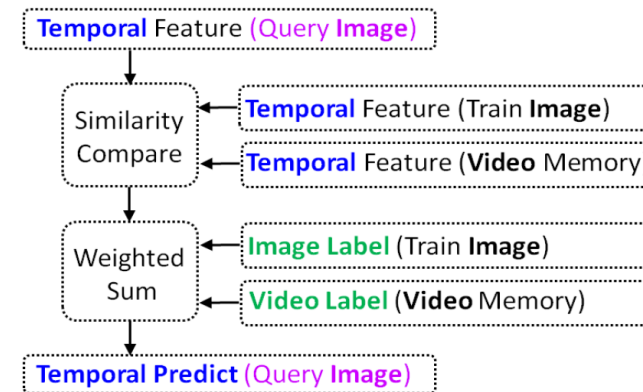 Temporal Feature (Query Image)
Similarity
Compare
Temporal Feature (Train Image)
Temporal Feature (Video Memory
Weighted
Sum
Image Label (Train Image)
Video Label (Video Memory)
Temporal Predict (Query Image)